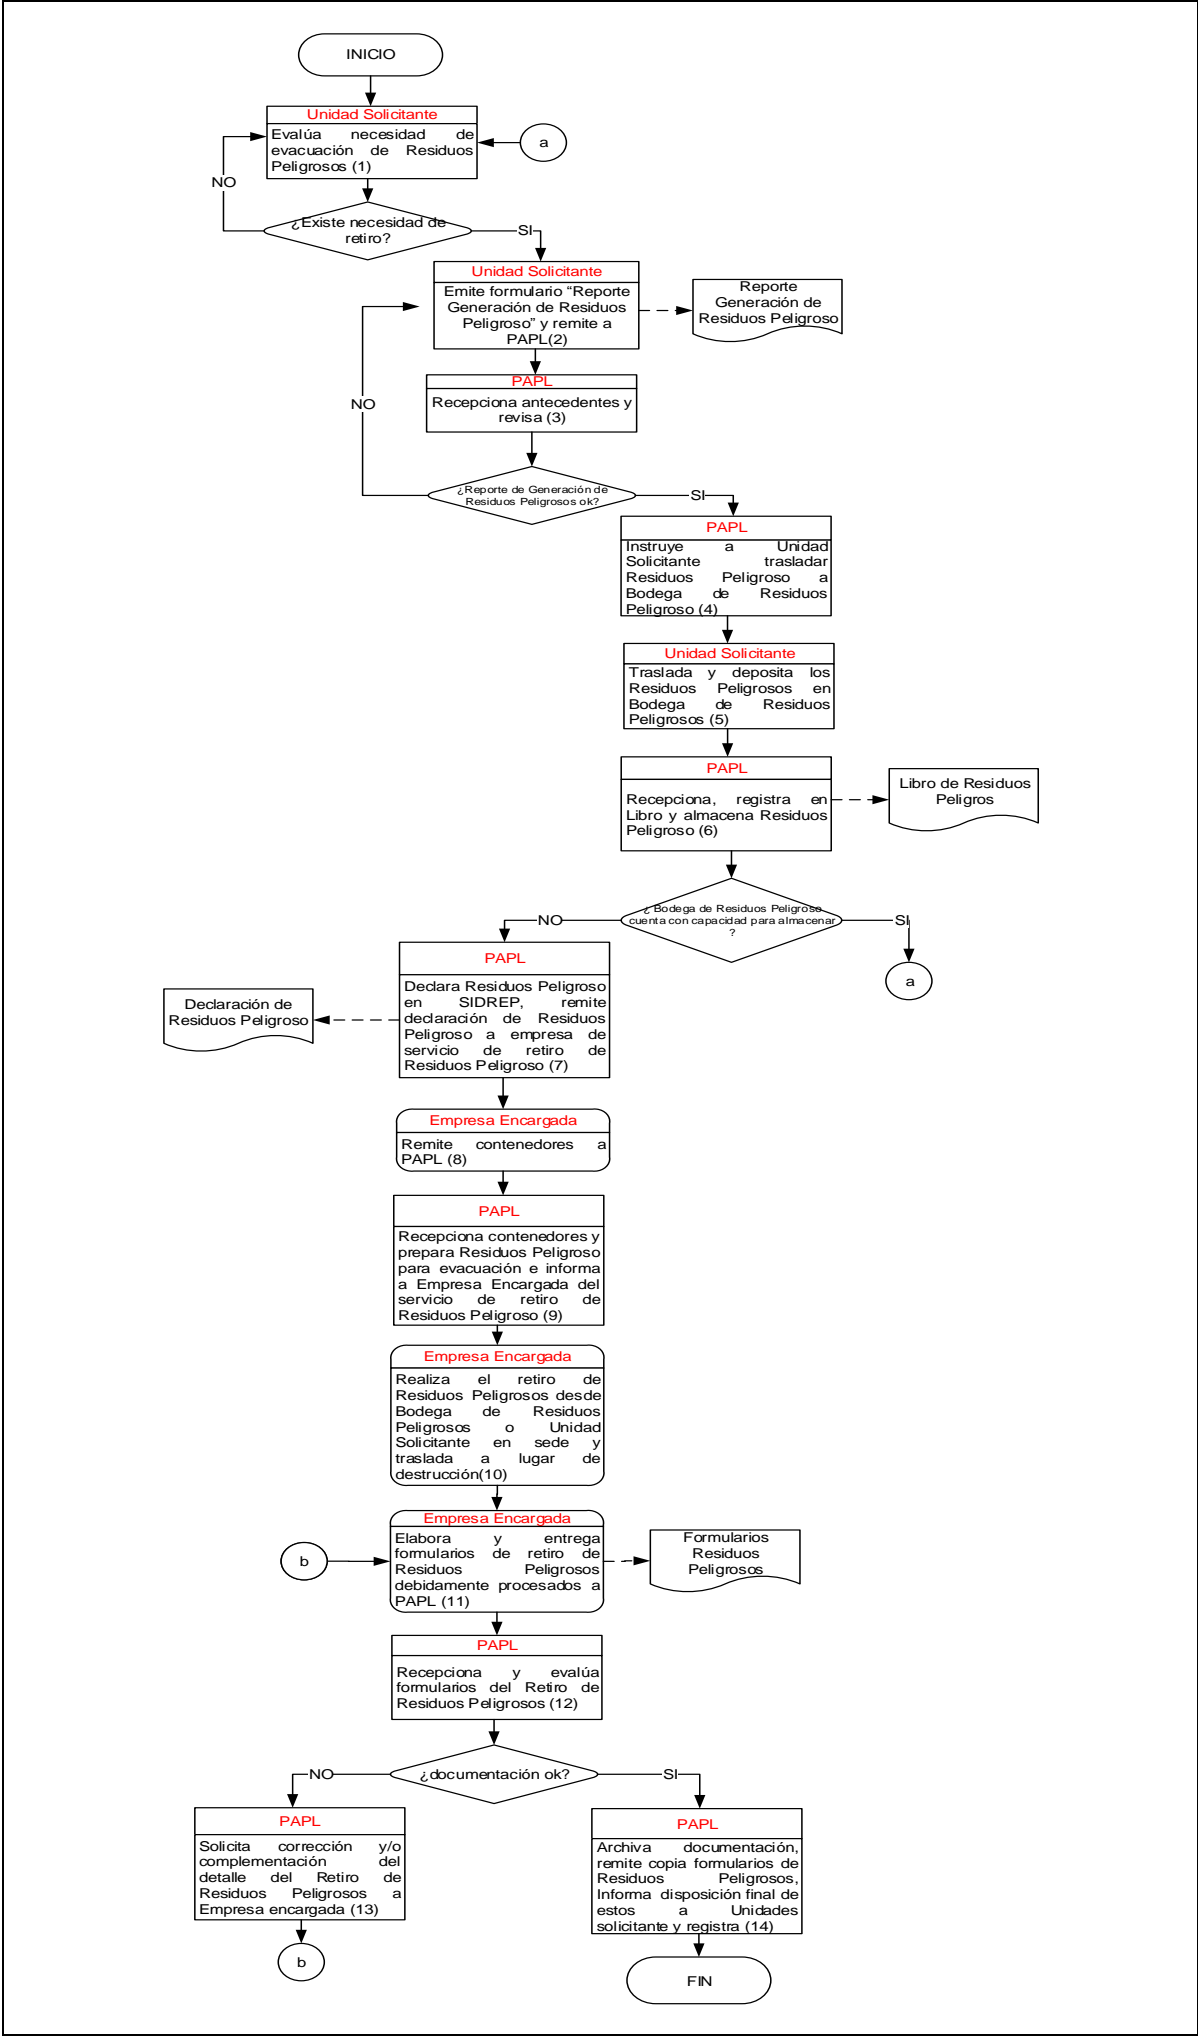 INICIO
Unidad Solicitante
Evalúa necesidad de
evacuación de Residuos
Peligrosos (1)
a
NO
¿Existe necesidad de
retiro?
SI
Unidad Solicitante
Emite formulario “Reporte
Generación de Residuos
Peligroso” y remite a
PAPL(2)
Reporte
Generación de
Residuos Peligroso
PAPL
Recepciona antecedentes y
revisa (3)
NO
¿Reporte de Generación de
Residuos Peligrosos ok?
SI
PAPL
Instruye a Unidad
Solicitante trasladar
Residuos Peligroso a
Bodega de Residuos
Peligroso (4)
Unidad Solicitante
Traslada y deposita los
Residuos Peligrosos en
Bodega de Residuos
Peligrosos (5)
PAPL
Recepciona, registra en
Libro y almacena Residuos
Peligroso (6)
Libro de Residuos
Peligros
¿ Bodega de Residuos Peligroso
cuenta con capacidad para almacenar
?
NO
SI
a
PAPL
Declara Residuos Peligroso
en SIDREP, remite
declaración de Residuos
Peligroso a empresa de
servicio de retiro de
Residuos Peligroso (7)
Declaración de
Residuos Peligroso
Empresa Encargada
Remite contenedores a
PAPL (8)
PAPL
Recepciona contenedores y
prepara Residuos Peligroso
para evacuación e informa
a Empresa Encargada del
servicio de retiro de
Residuos Peligroso (9)
Empresa Encargada
Realiza el retiro de
Residuos Peligrosos desde
Bodega de Residuos
Peligrosos o Unidad
Solicitante en sede y
traslada a lugar de
destrucción(10)
Empresa Encargada
Elabora y entrega
formularios de retiro de
Residuos Peligrosos
debidamente procesados a
PAPL (11)
b
Formularios
Residuos
Peligrosos
PAPL
Recepciona y evalúa
formularios del Retiro de
Residuos Peligrosos (12)
¿documentación ok?
NO
SI
PAPL
Solicita corrección y/o
complementación del
detalle del Retiro de
Residuos Peligrosos a
Empresa encargada (13)
b
PAPL
Archiva documentación,
remite copia formularios de
Residuos Peligrosos,
Informa disposición final de
estos a Unidades
solicitante y registra (14)
FIN